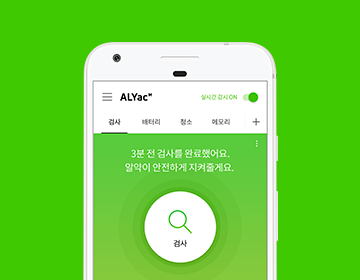 ALYac M
실시간 감시 ON
검사 배터리 청소 메모리 +
3분 전 검사를 완료했어요.
알약이 안전하게 지켜줄게요.
검사